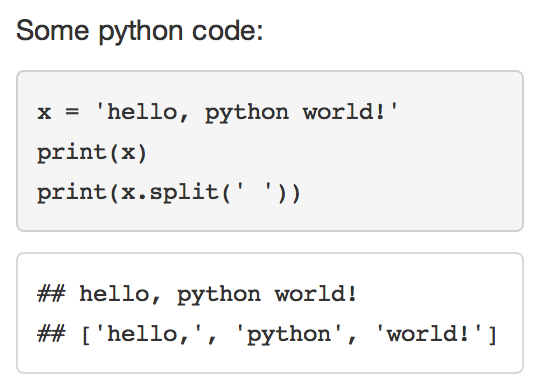 Some python code:
x = 'hello, python world!'
print(x)
print(x.split(' '))
## hello, python world!
## ['hello,', 'python', 'world!']